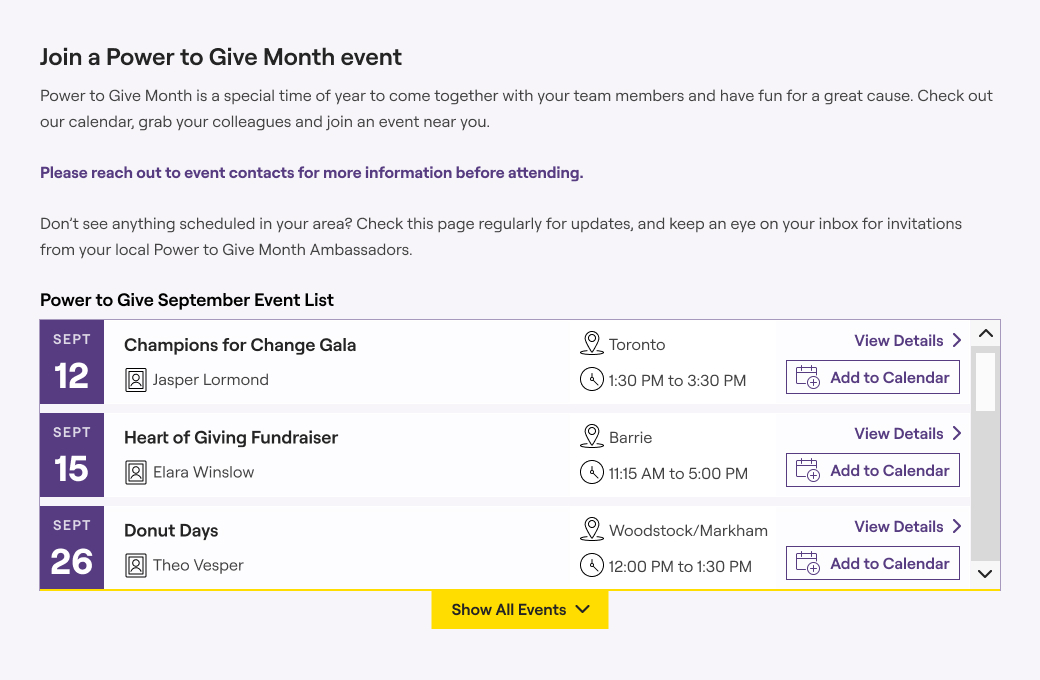 Join a Power to Give Month event
Power to Give Month is a special time of year to come together with your team members and have fun for a great cause. Check out
our calendar, grab your colleagues and join an event near you.
Please reach out to event contacts for more information before attending.
Don’t see anything scheduled in your area? Check this page regularly for updates, and keep an eye on your inbox for invitations
from your local Power to Give Month Ambassadors.
Power to Give September Event List
SEPT
12
Champions for Change Gala
Jasper Lormond
Toronto
1:30 PM to 3:30 PM
View Details
Add to Calendar
SEPT
15
Heart of Giving Fundraiser
Elara Winslow
Barrie
11:15 AM to 5:00 PM
View Details
Add to Calendar
SEPT
26
Donut Days
Theo Vesper
Woodstock/Markham
12:00 PM to 1:30 PM
View Details
Add to Calendar
Show All Events